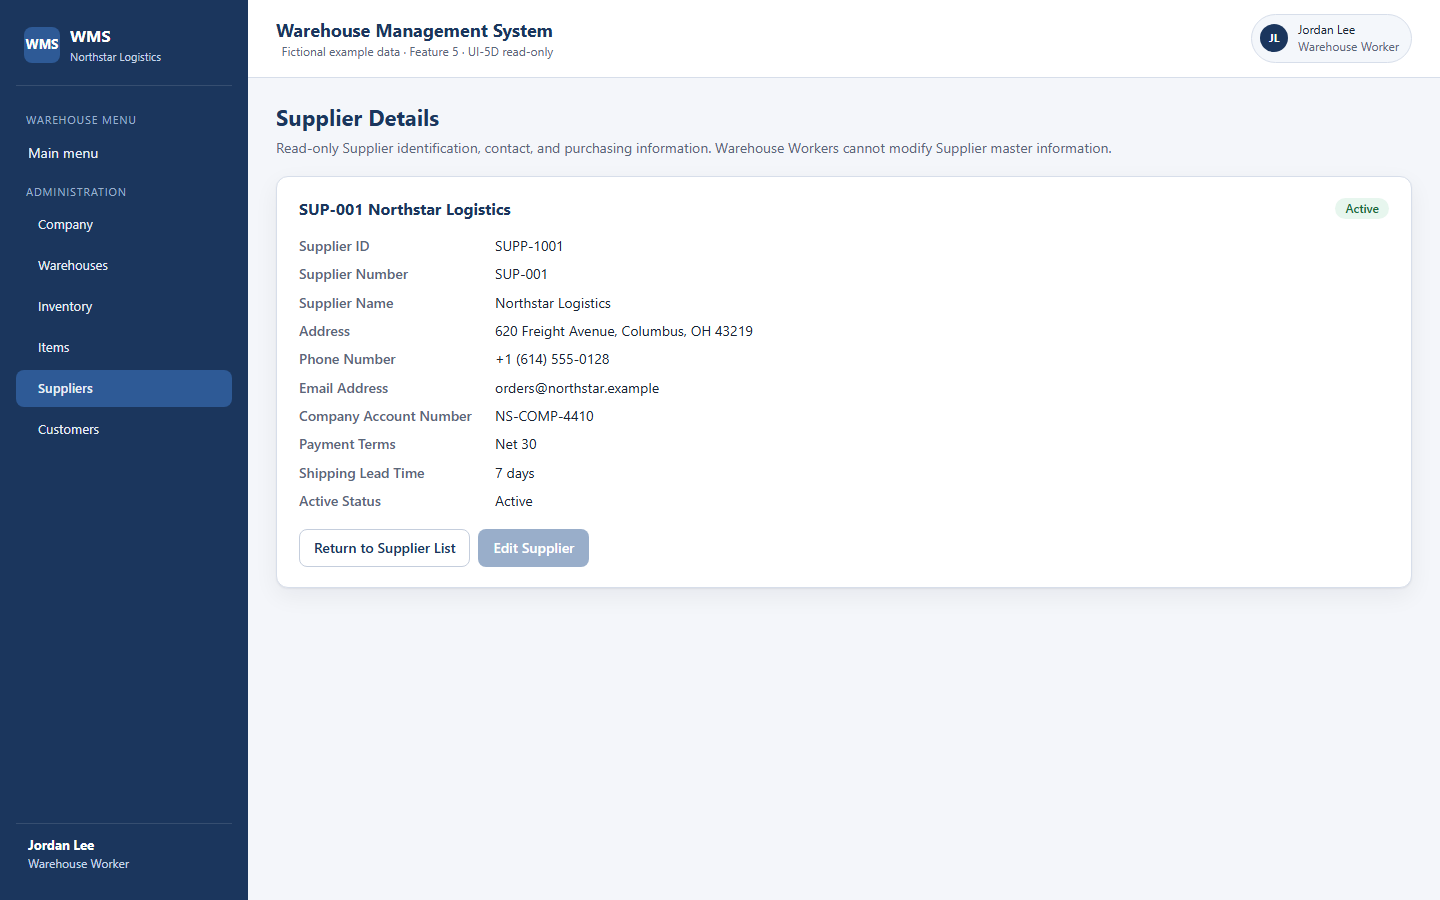 WMS
WMS
Northstar Logistics
WAREHOUSE MENU
Main menu
ADMINISTRATION
Company
Warehouses
Inventory
Items
Suppliers
Customers
Jordan Lee
Warehouse Worker
Warehouse Management System
Fictional example data · Feature 5 · UI-5D read-only
JL
Jordan Lee
Warehouse Worker
Supplier Details
Read-only Supplier identification, contact, and purchasing information. Warehouse Workers cannot modify Supplier master information.
SUP-001 Northstar Logistics
Active
Supplier ID SUPP-1001
Supplier Number SUP-001
Supplier Name Northstar Logistics
Address 620 Freight Avenue, Columbus, OH 43219
Phone Number +1 (614) 555-0128
Email Address orders@northstar.example
Company Account Number NS-COMP-4410
Payment Terms Net 30
Shipping Lead Time 7 days
Active Status Active
Return to Supplier List Edit Supplier